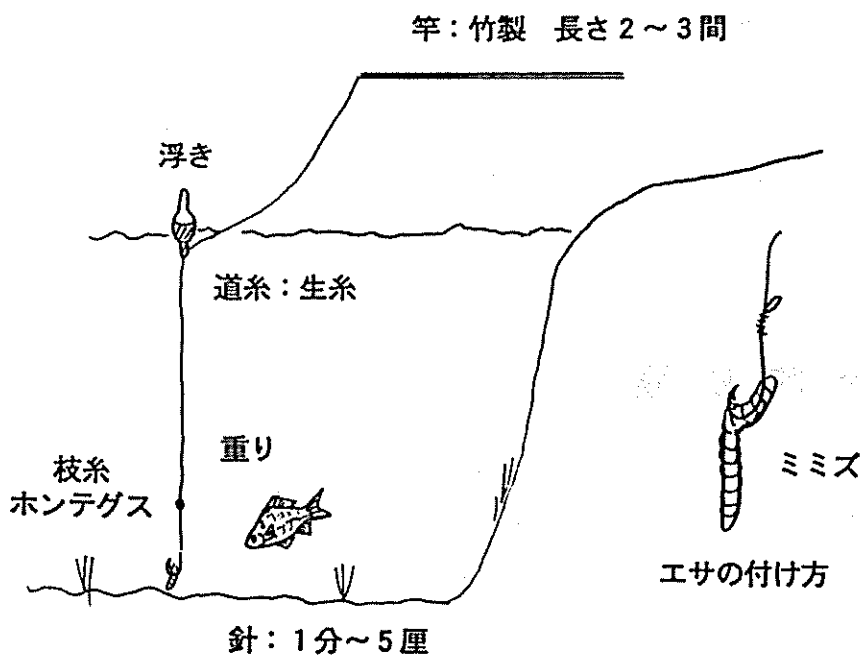 竿：竹製　長さ２～３間
浮き
道糸：生糸
重り
枝糸
ホンテグス
ミミズ
エサの付け方
針：１分～５厘